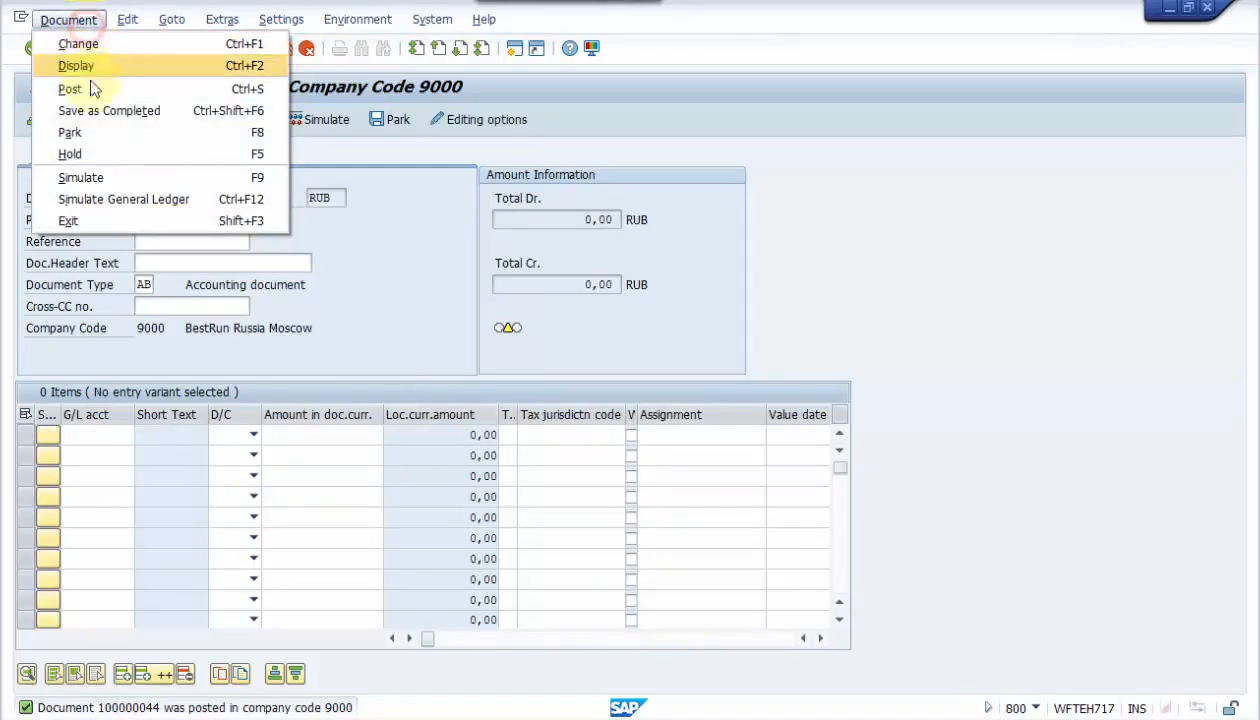 Document Edit Goto Extras Settings Environment System Help
Change Ctrl+F1
Display Ctrl+F2
Post Ctrl+S
Save as Completed Ctrl+Shift+F6
Park F8
Hold F5
Simulate F9
Simulate General Ledger Ctrl+F12
Exit Shift+F3
Company Code 9000
Simulate Park Editing options
RUB
Reference
Doc.Header Text
Document Type AB Accounting document
Cross-CC no.
Company Code 9000 BestRun Russia Moscow
Amount Information
Total Dr.
0,00 RUB
Total Cr.
0,00 RUB
0 Items ( No entry variant selected )
S... G/L acct Short Text D/C Amount in doc.curr. Loc.curr.amount T.. Tax jurisdictn code V Assignment Value date
0,00
0,00
0,00
0,00
0,00
0,00
0,00
0,00
0,00
0,00
Document 100000044 was posted in company code 9000 SAP 800 WFTEH717 INS